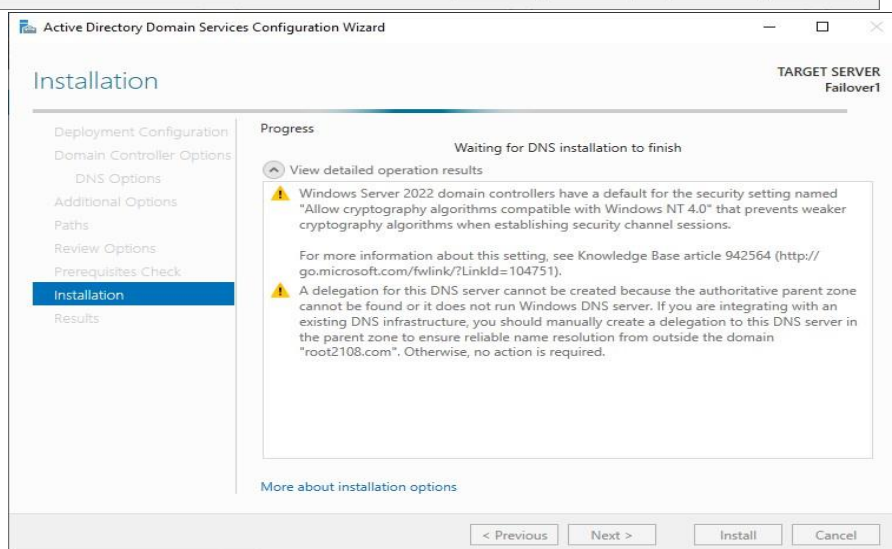 Active Directory Domain Services Configuration Wizard
Installation
TARGET SERVER
Failover1
Deployment Configuration
Domain Controller Options
DNS Options
Additional Options
Paths
Review Options
Prerequisites Check
Installation
Results
Progress
Waiting for DNS installation to finish
View detailed operation results
Windows Server 2022 domain controllers have a default for the security setting named
"Allow cryptography algorithms compatible with Windows NT 4.0" that prevents weaker
cryptography algorithms when establishing security channel sessions.
For more information about this setting, see Knowledge Base article 942564 (http://
go.microsoft.com/fwlink/?LinkId=104751).
A delegation for this DNS server cannot be created because the authoritative parent zone
cannot be found or it does not run Windows DNS server. If you are integrating with an
existing DNS infrastructure, you should manually create a delegation to this DNS server in
the parent zone to ensure reliable name resolution from outside the domain
"root2108.com". Otherwise, no action is required.
More about installation options
< Previous
Next >
Install
Cancel